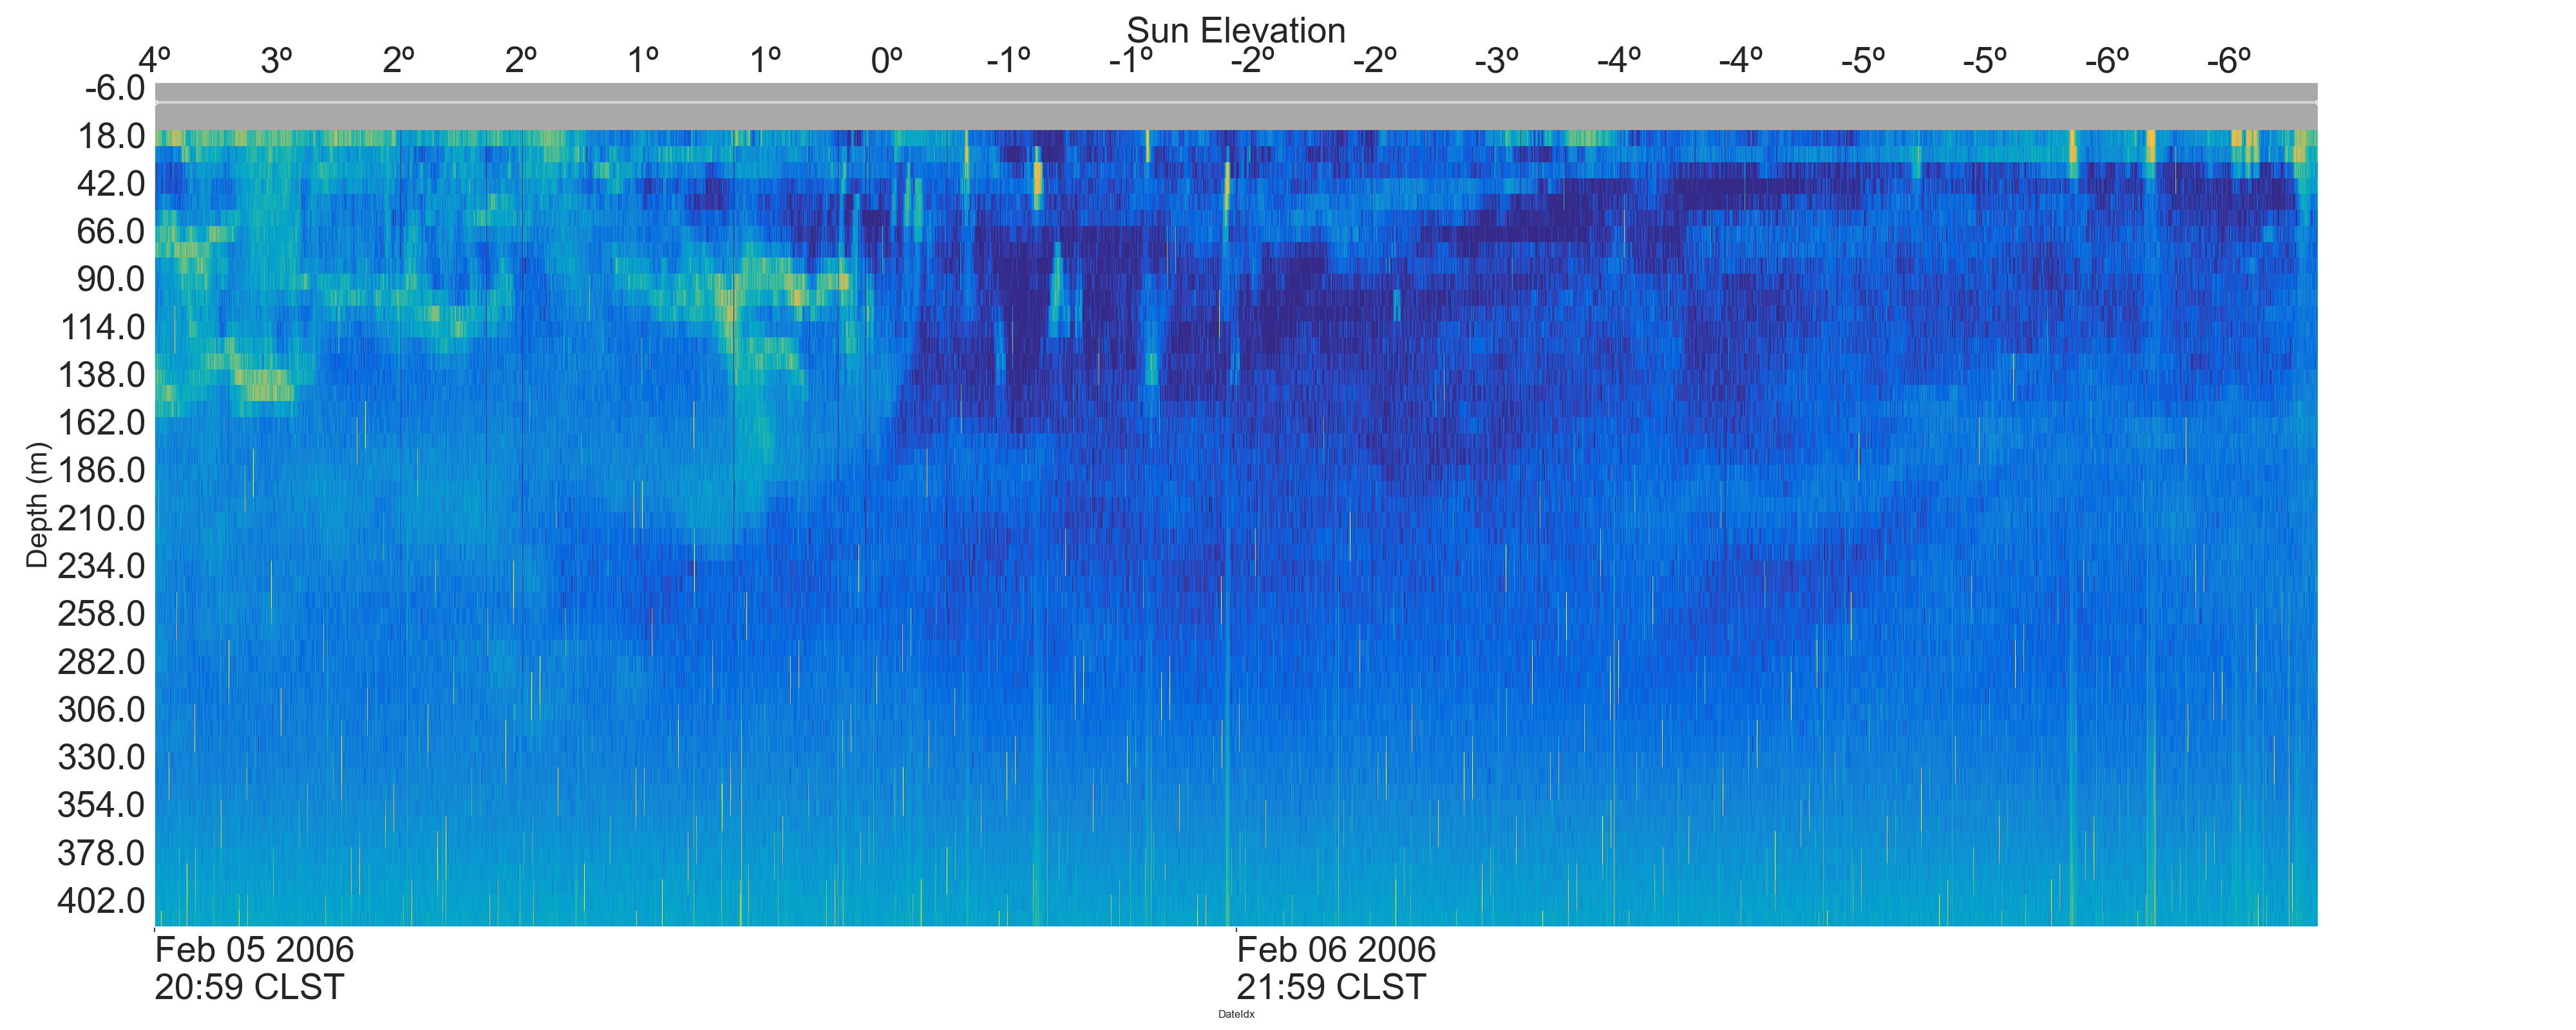 Sun Elevation
4º 3º 2º 2º 1º 1º 0º -1º -1º -2º -2º -3º -4º -4º -5º -5º -6º -6º
-6.0
18.0
42.0
66.0
90.0
114.0
138.0
162.0
186.0
210.0
234.0
258.0
282.0
306.0
330.0
354.0
378.0
402.0
Depth (m)
Feb 05 2006
20:59 CLST
Feb 06 2006
21:59 CLST
DateIdx